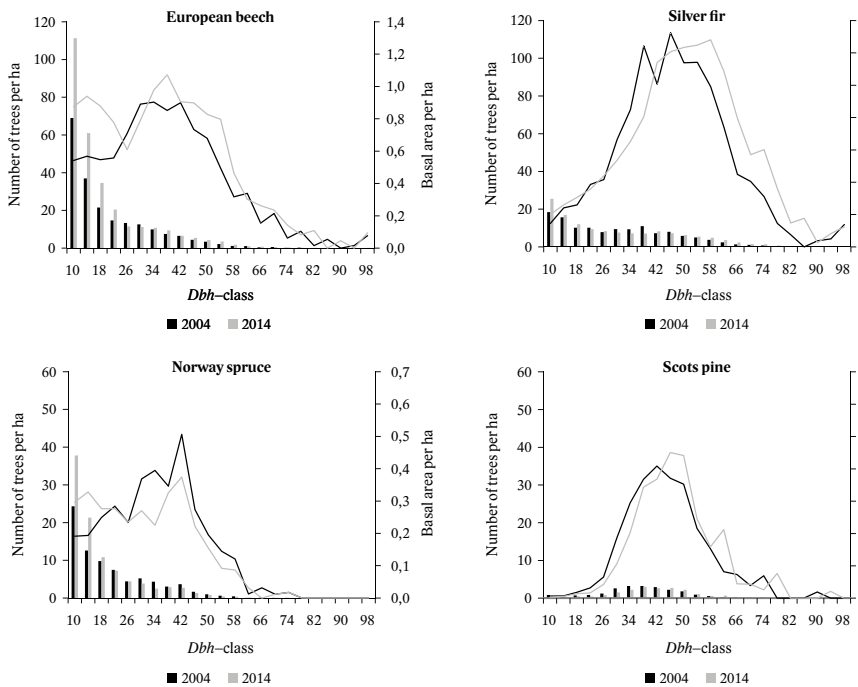 European beech
120
100
80
60
40
20
0
Number of trees per ha
1,4
1,2
1,0
0,8
0,6
0,4
0,2
0,0
Basal area per ha
10 18 26 34 42 50 58 66 74 82 90 98
Dbh–class
2004 2014
Silver fir
120
100
80
60
40
20
0
Number of trees per ha
10 18 26 34 42 50 58 66 74 82 90 98
Dbh–class
2004 2014
Norway spruce
60
50
40
30
20
10
0
Number of trees per ha
0,7
0,6
0,5
0,4
0,3
0,2
0,1
0,0
Basal area per ha
10 18 26 34 42 50 58 66 74 82 90 98
Dbh–class
2004 2014
Scots pine
60
50
40
30
20
10
0
Number of trees per ha
10 18 26 34 42 50 58 66 74 82 90 98
Dbh–class
2004 2014